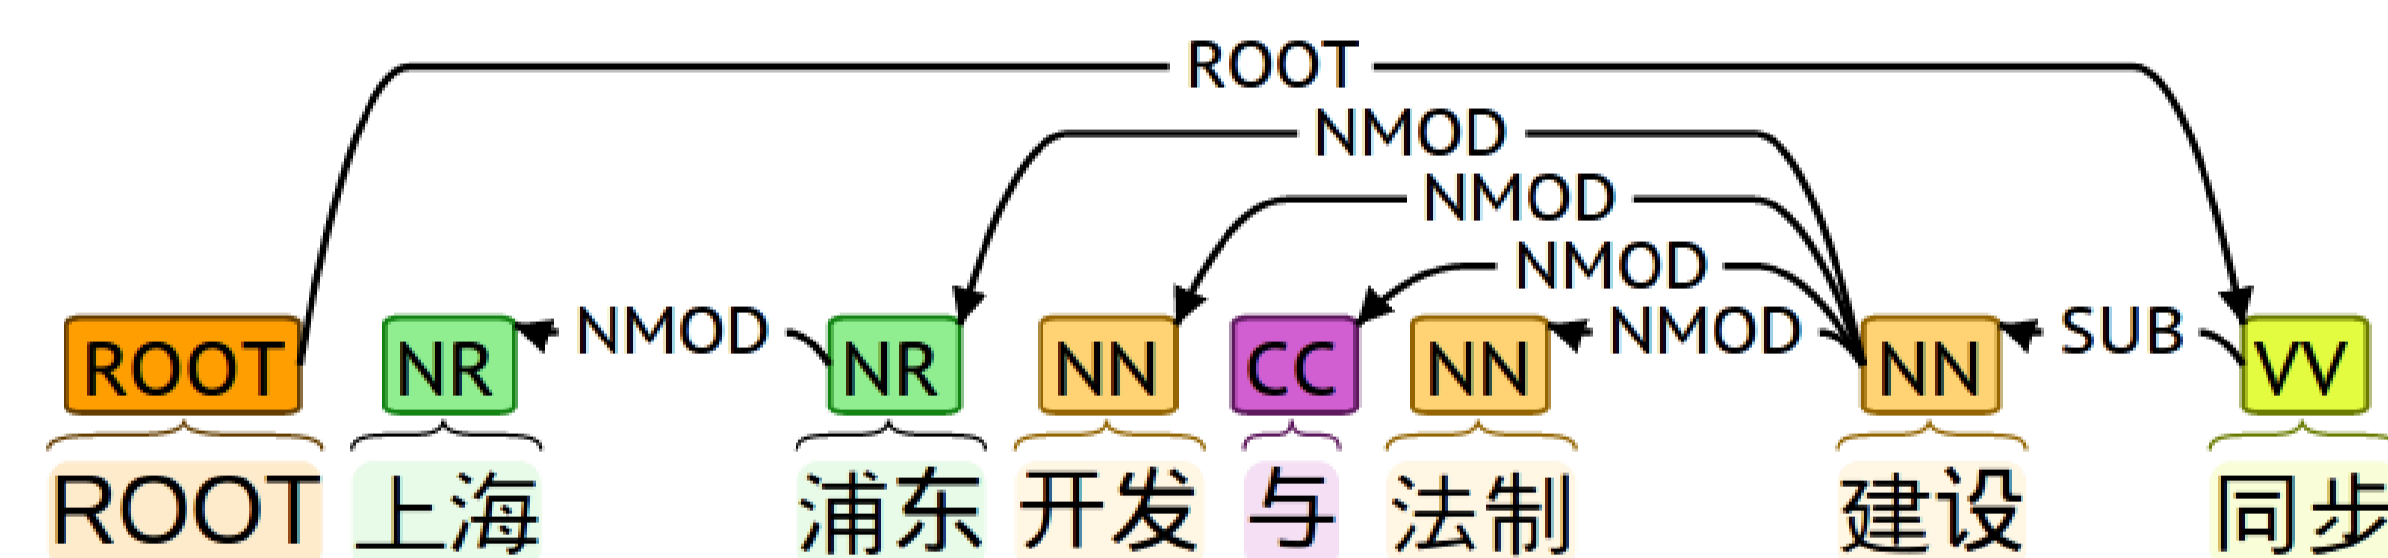 ROOT
NMOD
NMOD
NMOD
NMOD NMOD SUB
ROOT NR NR NN CC NN NN VV
ROOT 上海 浦东 开发 与 法制 建设 同步